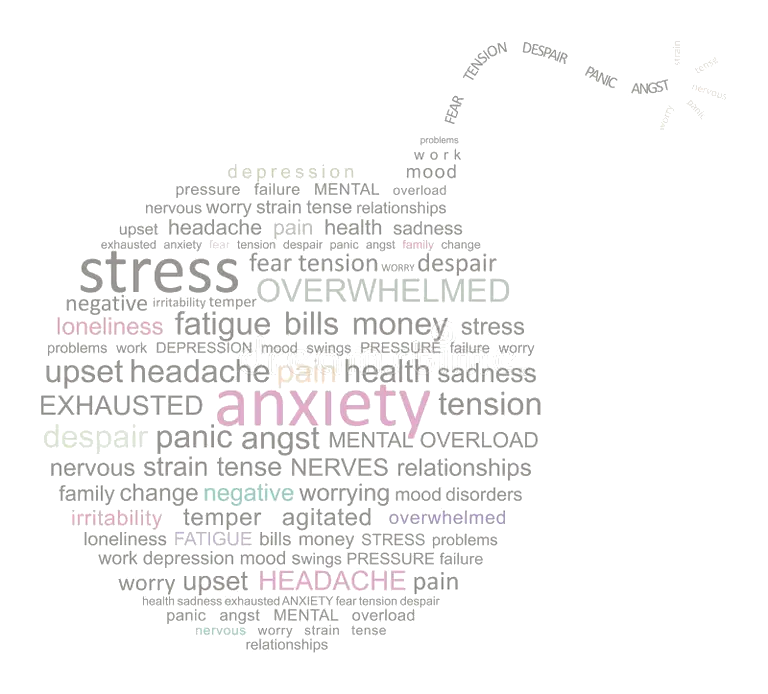 FEAR TENSION DESPAIR PANIC ANGST
strain
tense
nervous
panic
worry
problems
work
depression mood
pressure failure MENTAL overload
nervous worry strain tense relationships
upset headache pain health sadness
exhausted anxiety fear tension despair panic angst family change
stress fear tension WORRY despair
negative irritability temper OVERWHELMED
loneliness fatigue bills money stress
problems work DEPRESSION mood swings PRESSURE failure worry
upset headache pain health sadness
EXHAUSTED anxiety tension
despair panic angst MENTAL OVERLOAD
nervous strain tense NERVES relationships
family change negative worrying mood disorders
irritability temper agitated overwhelmed
loneliness FATIGUE bills money STRESS problems
work depression mood swings PRESSURE failure
worry upset HEADACHE pain
health sadness exhausted ANXIETY fear tension despair
panic angst MENTAL overload
nervous worry strain tense
relationships